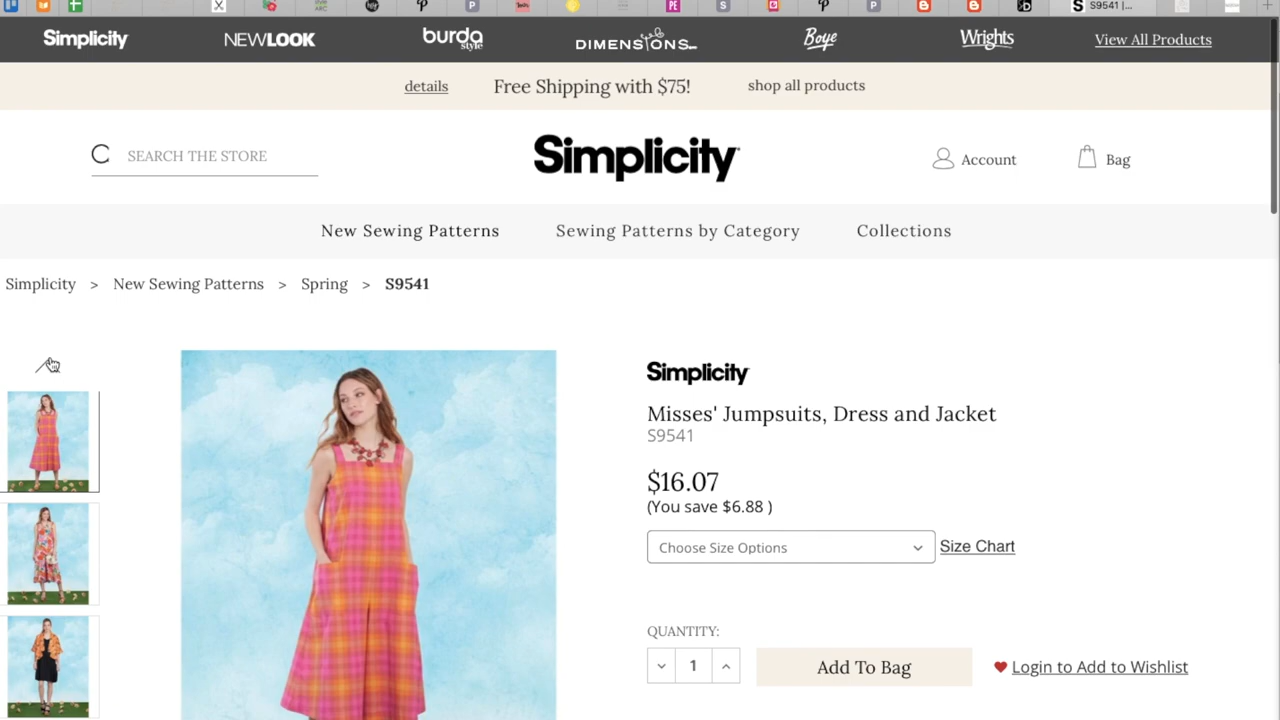 S9541 |...
Simplicity
NEWLOOK
burda style
DIMENSIONS
Boye
Wrights
View All Products
details
Free Shipping with $75!
shop all products
SEARCH THE STORE
Simplicity
Account
Bag
New Sewing Patterns
Sewing Patterns by Category
Collections
Simplicity > New Sewing Patterns > Spring > S9541
Simplicity
Misses' Jumpsuits, Dress and Jacket
S9541
$16.07
(You save $6.88 )
Choose Size Options
Size Chart
QUANTITY:
1
Add To Bag
Login to Add to Wishlist